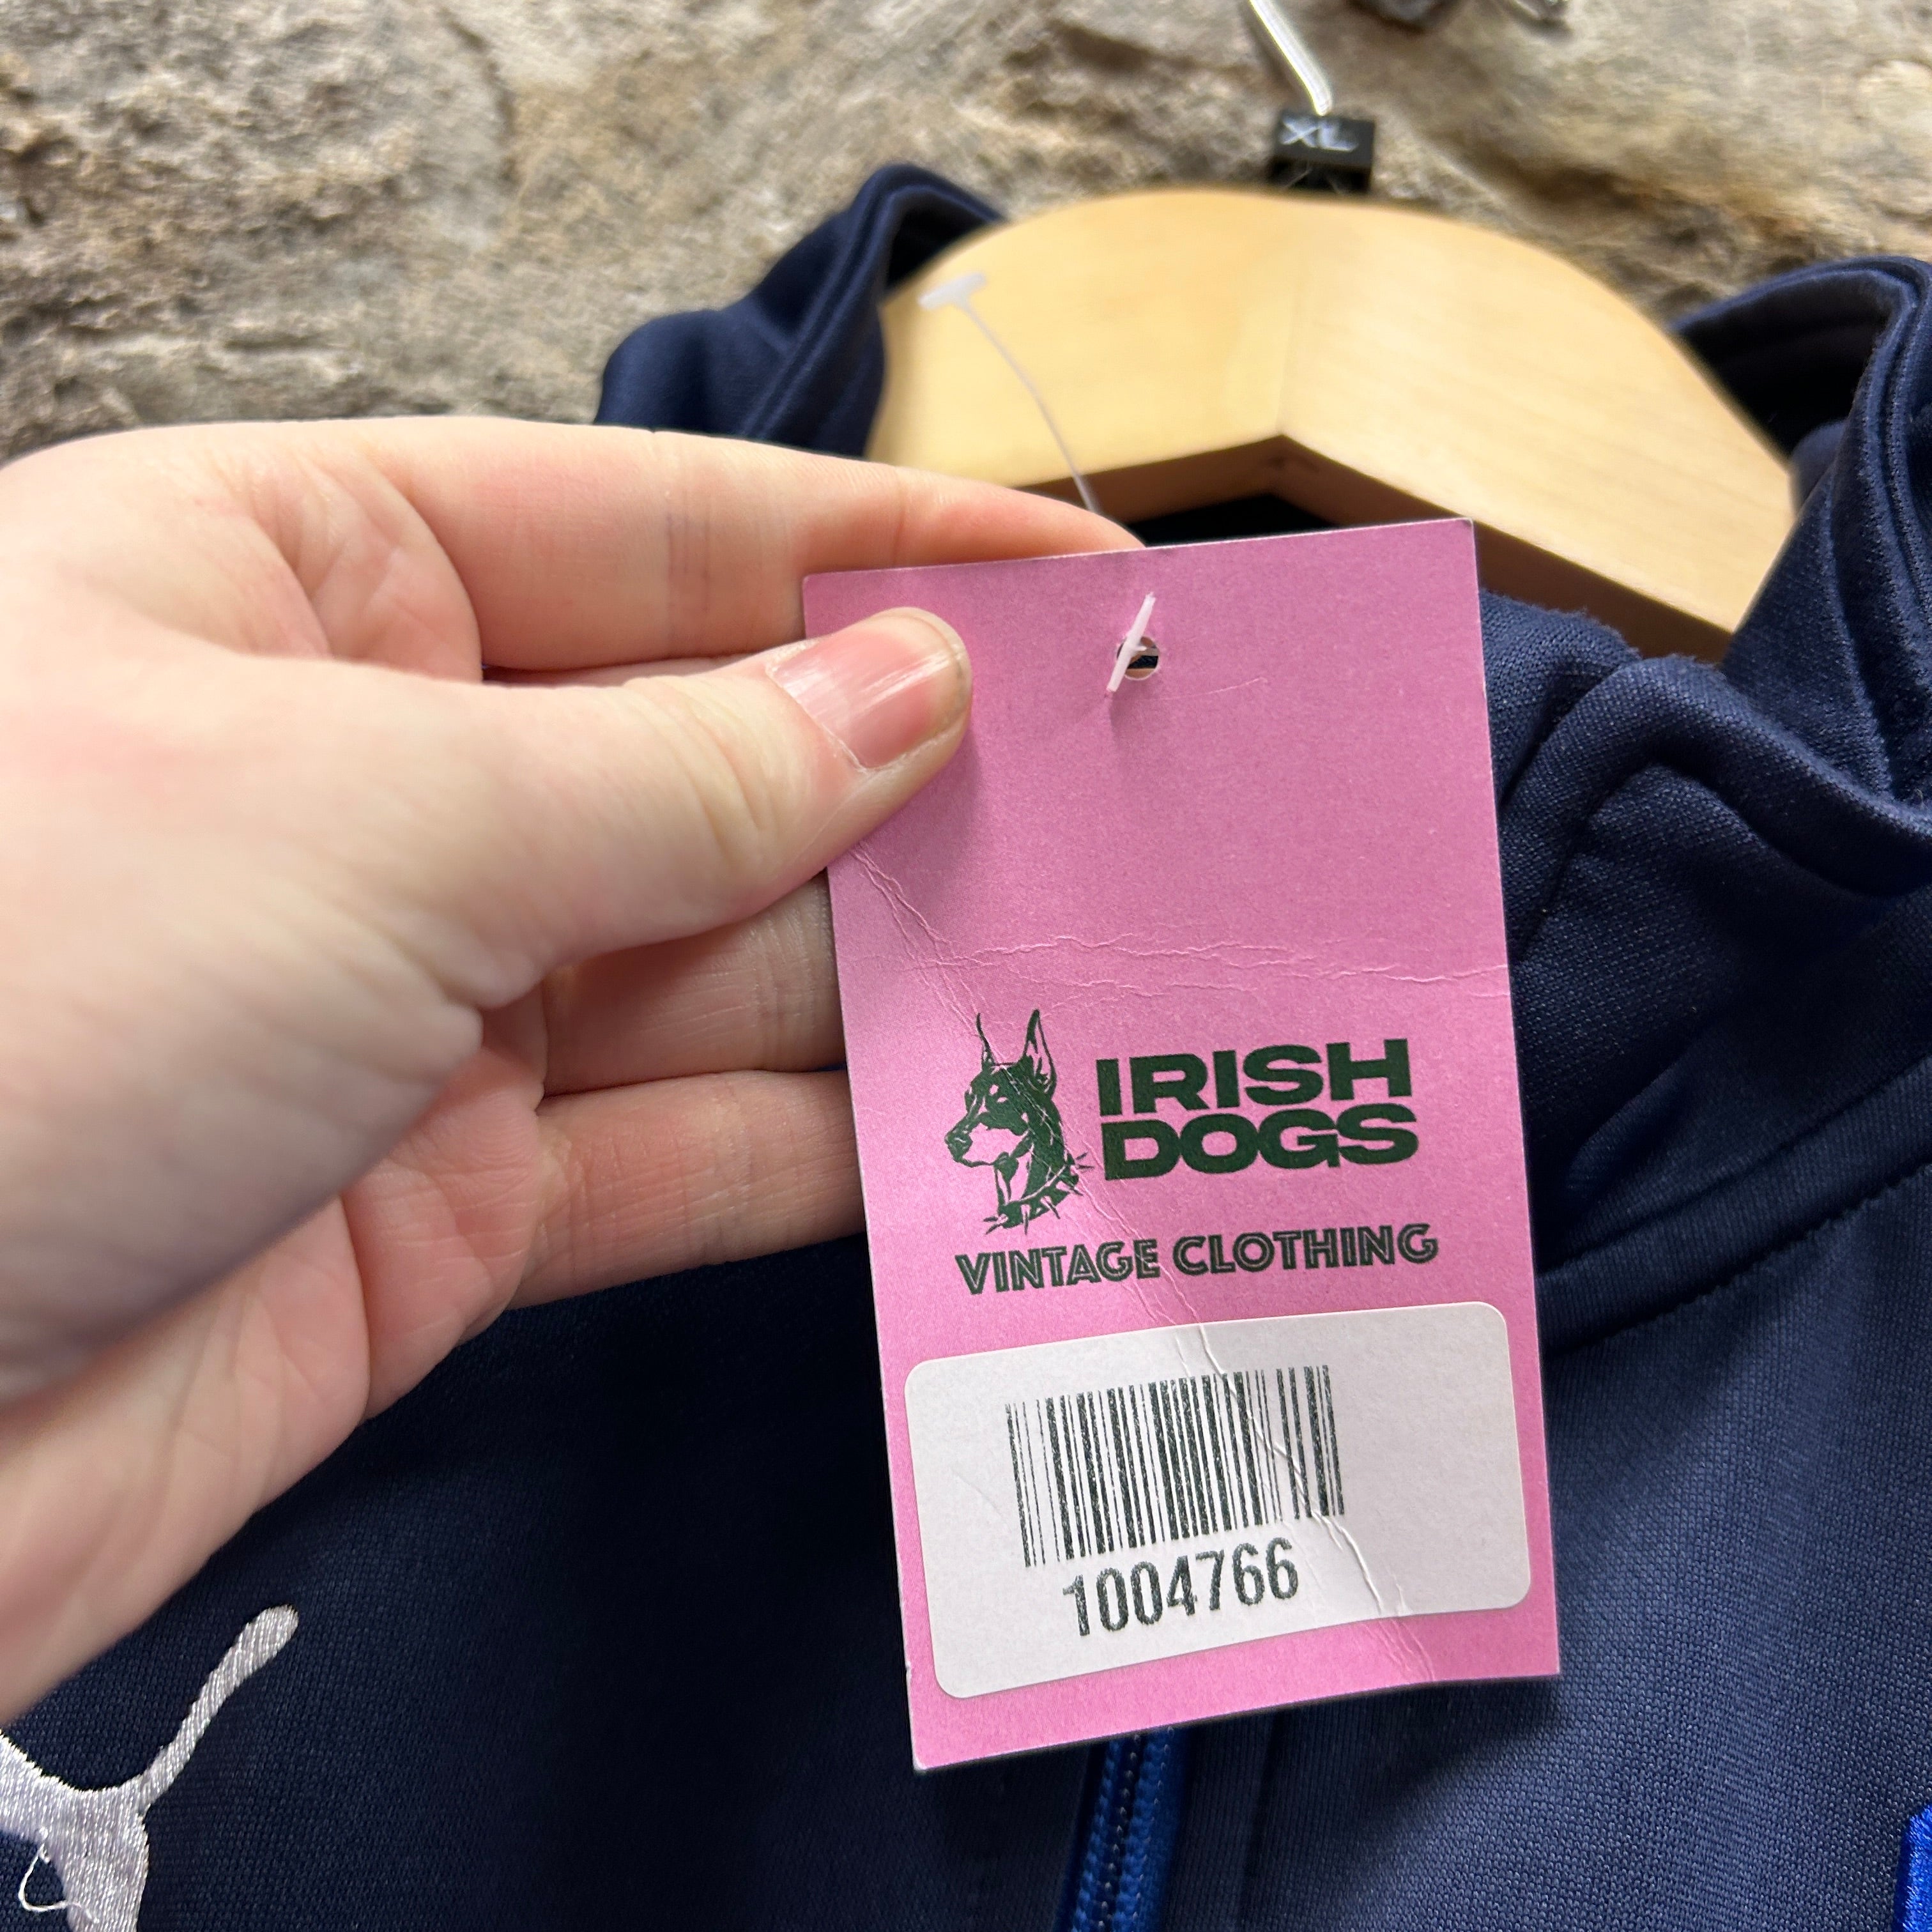 XL
IRISH
DOGS
VINTAGE CLOTHING
1004766